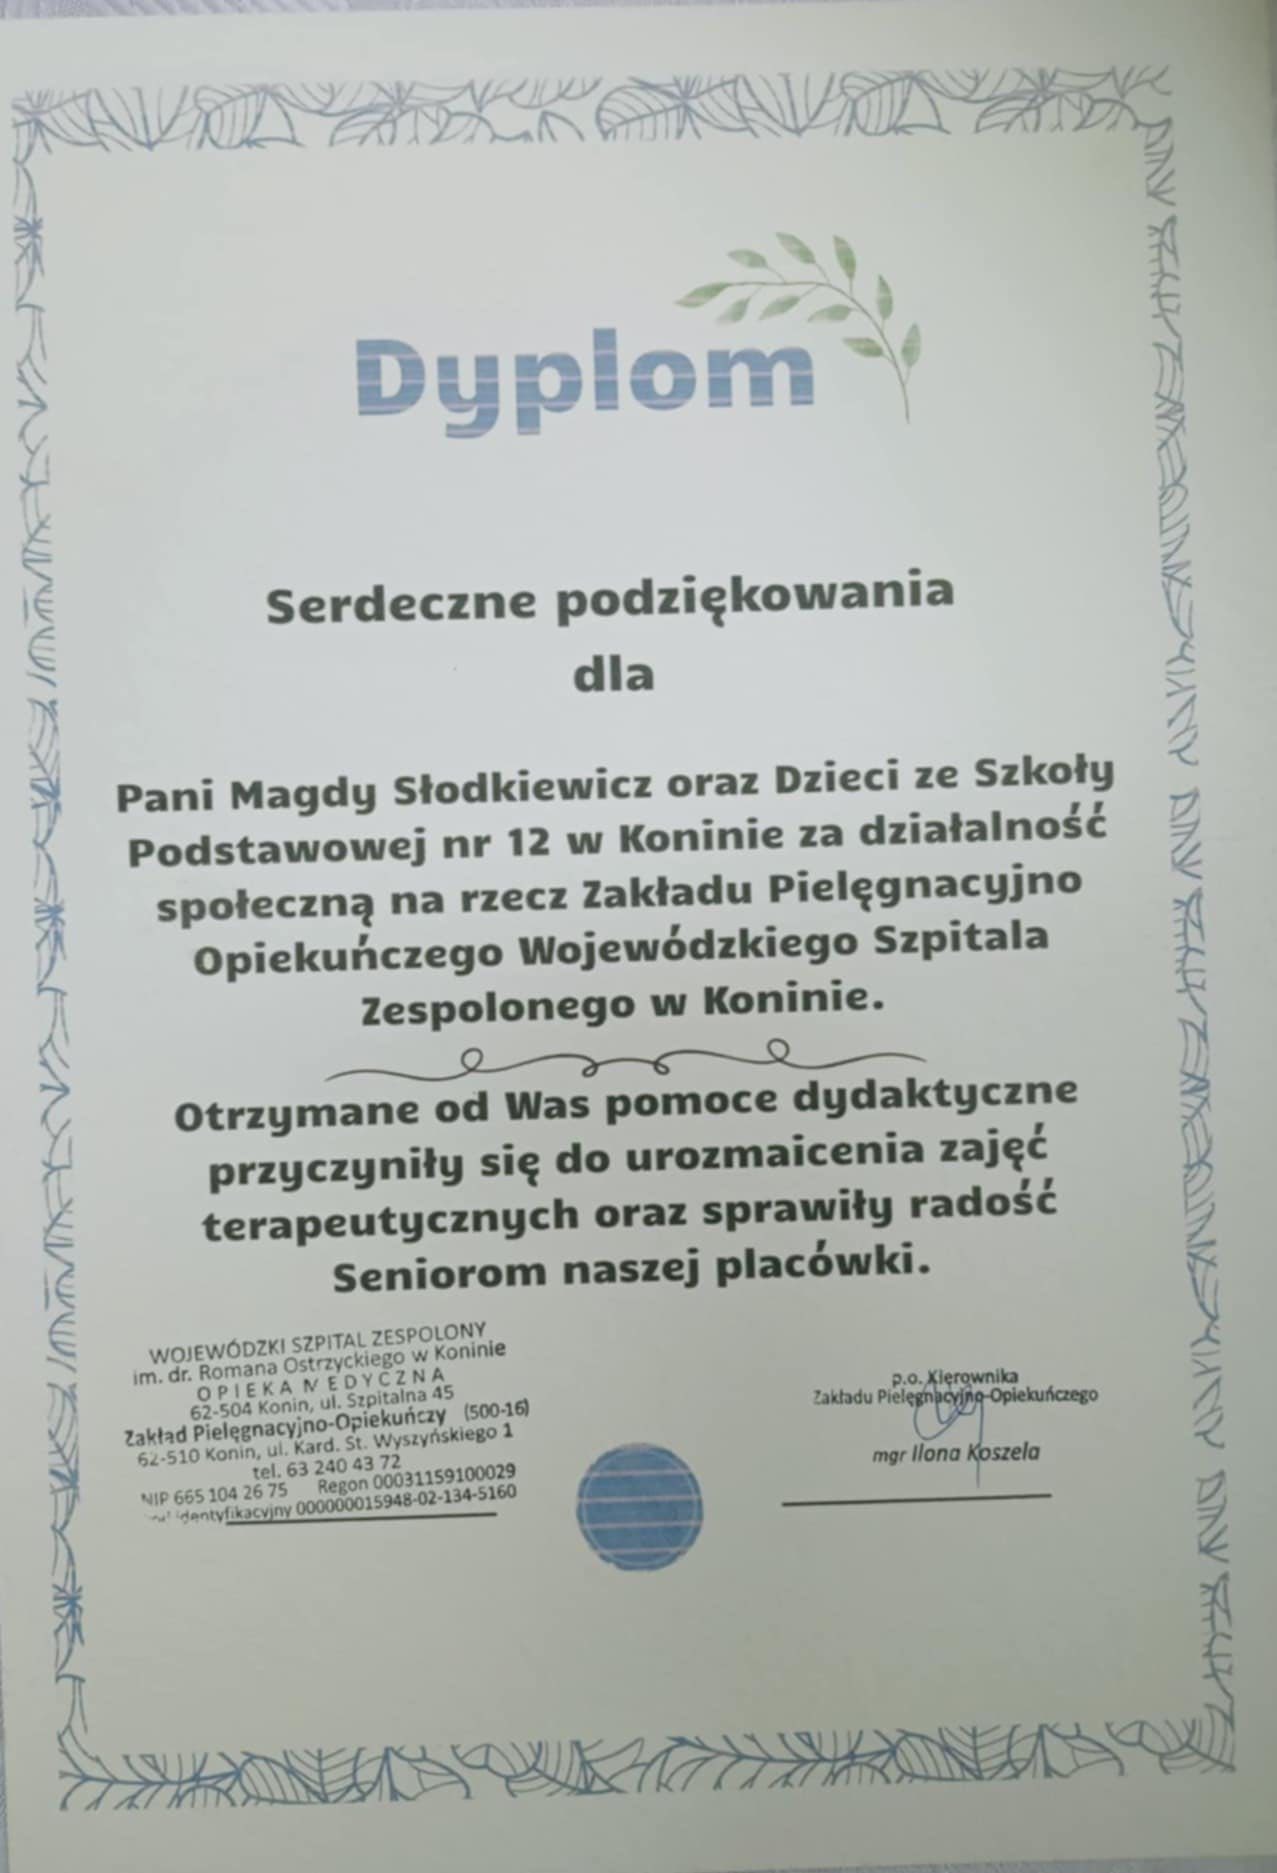 Dyplom
Serdeczne podziękowania
dla
Pani Magdy Słodkiewicz oraz Dzieci ze Szkoły
Podstawowej nr 12 w Koninie za działalność
społeczną na rzecz Zakładu Pielęgnacyjno
Opiekuńczego Wojewódzkiego Szpitala
Zespolonego w Koninie.
Otrzymane od Was pomoce dydaktyczne
przyczyniły się do urozmaicenia zajęć
terapeutycznych oraz sprawiły radość
Seniorom naszej placówki.
WOJEWÓDZKI SZPITAL ZESPOLONY
im. dr. Romana Ostrzyckiego w Koninie
OPIEKA MEDYCZNA
62-504 Konin, ul. Szpitalna 45
Zakład Pielęgnacyjno-Opiekuńczy (500-16)
62-510 Konin, ul. Kard. St. Wyszyńskiego 1
tel. 63 240 43 72
NIP 665 104 26 75 Regon 00031159100029
identyfikacyjny 000000015948-02-134-5160
p.o. Kierownika
Zakładu Pielęgnacyjno-Opiekuńczego
mgr Ilona Koszela